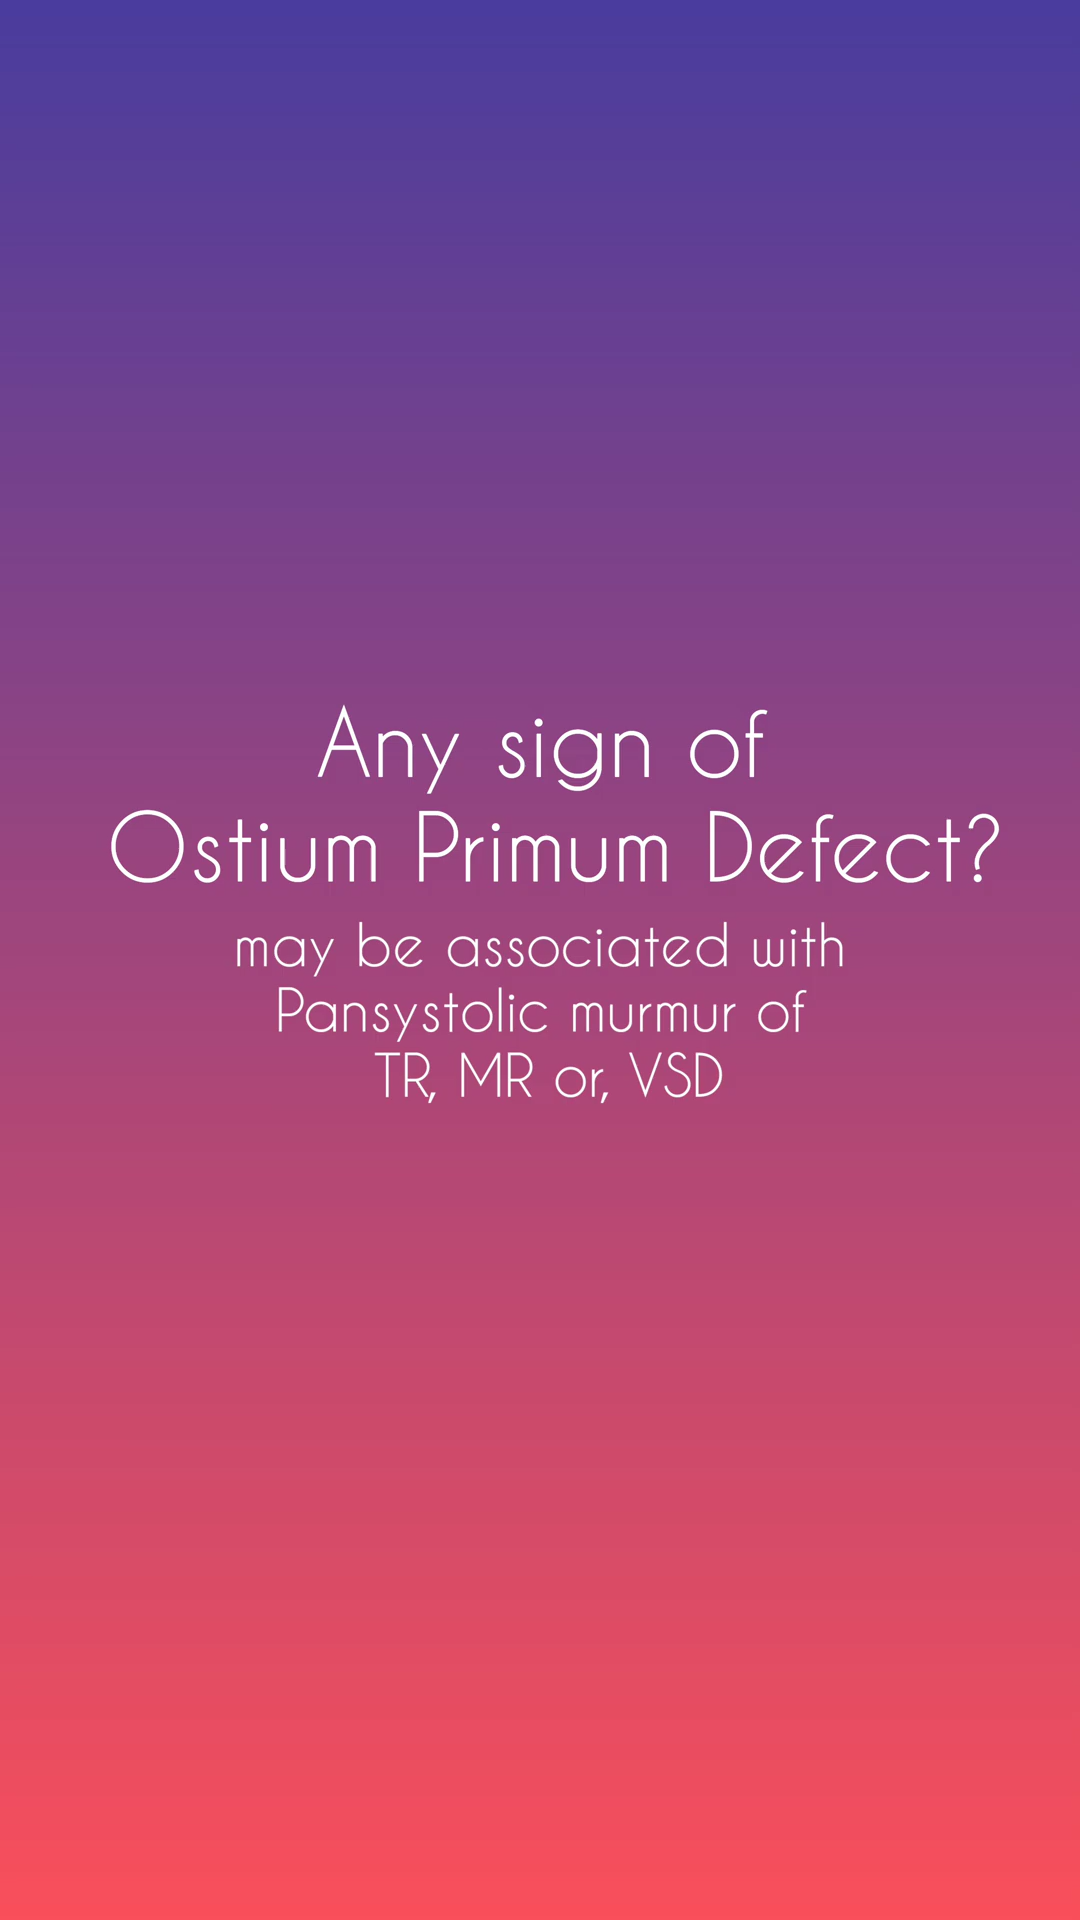 Any sign of
Ostium Primum Defect?
may be associated with
Pansystolic murmur of
TR, MR or, VSD